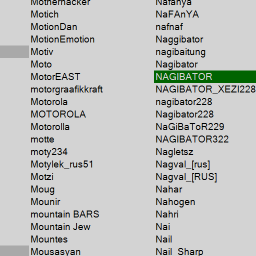 Motherhacker
Motich
MotionDan
MotionEmotion
Motiv
Moto
MotorEAST
motorgraafikkraft
Motorola
MOTOROLA
Motorolla
motte
moty234
Motylek_rus51
Motzi
Moug
Mounir
mountain BARS
Mountain Jew
Mountes
Mousasyan
Nafanya
NaFAnYA
nafnaf
Naggibator
nagibaitung
Nagibator
NAGIBATOR
NAGIBATOR_XEZI228
nagibator228
Nagibator228
NaGiBaToR229
NAGIBATOR322
Nagletsz
Nagval_[rus]
Nagval_[RUS]
Nahar
Nahogen
Nahri
Nai
Nail
Nail_Sharp